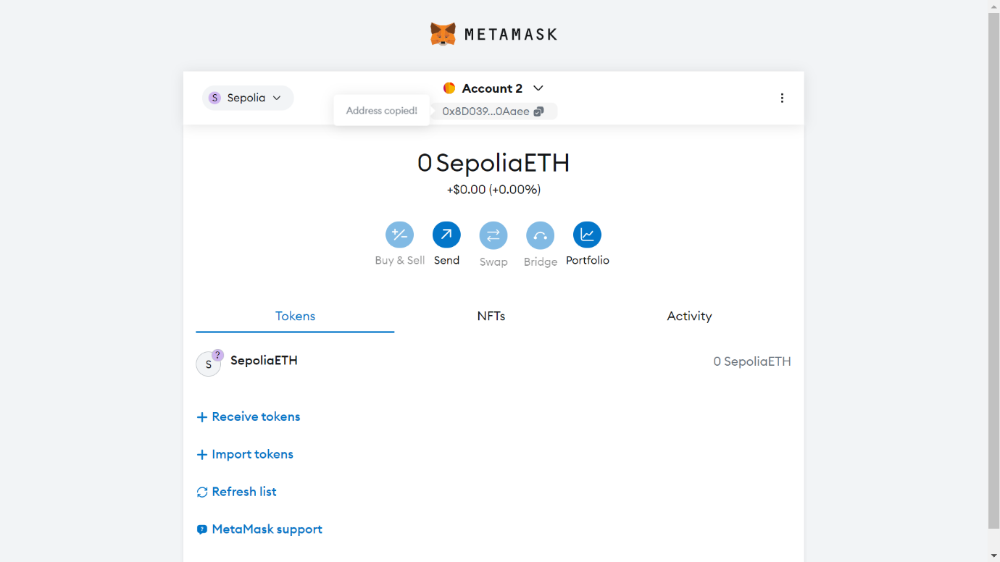 METAMASK
S Sepolia
Account 2
Address copied!
0x8D039...0Aaee
0 SepoliaETH
+$0.00 (+0.00%)
Buy & Sell Send Swap Bridge Portfolio
Tokens NFTs Activity
S ? SepoliaETH 0 SepoliaETH
+ Receive tokens
+ Import tokens
Refresh list
? MetaMask support